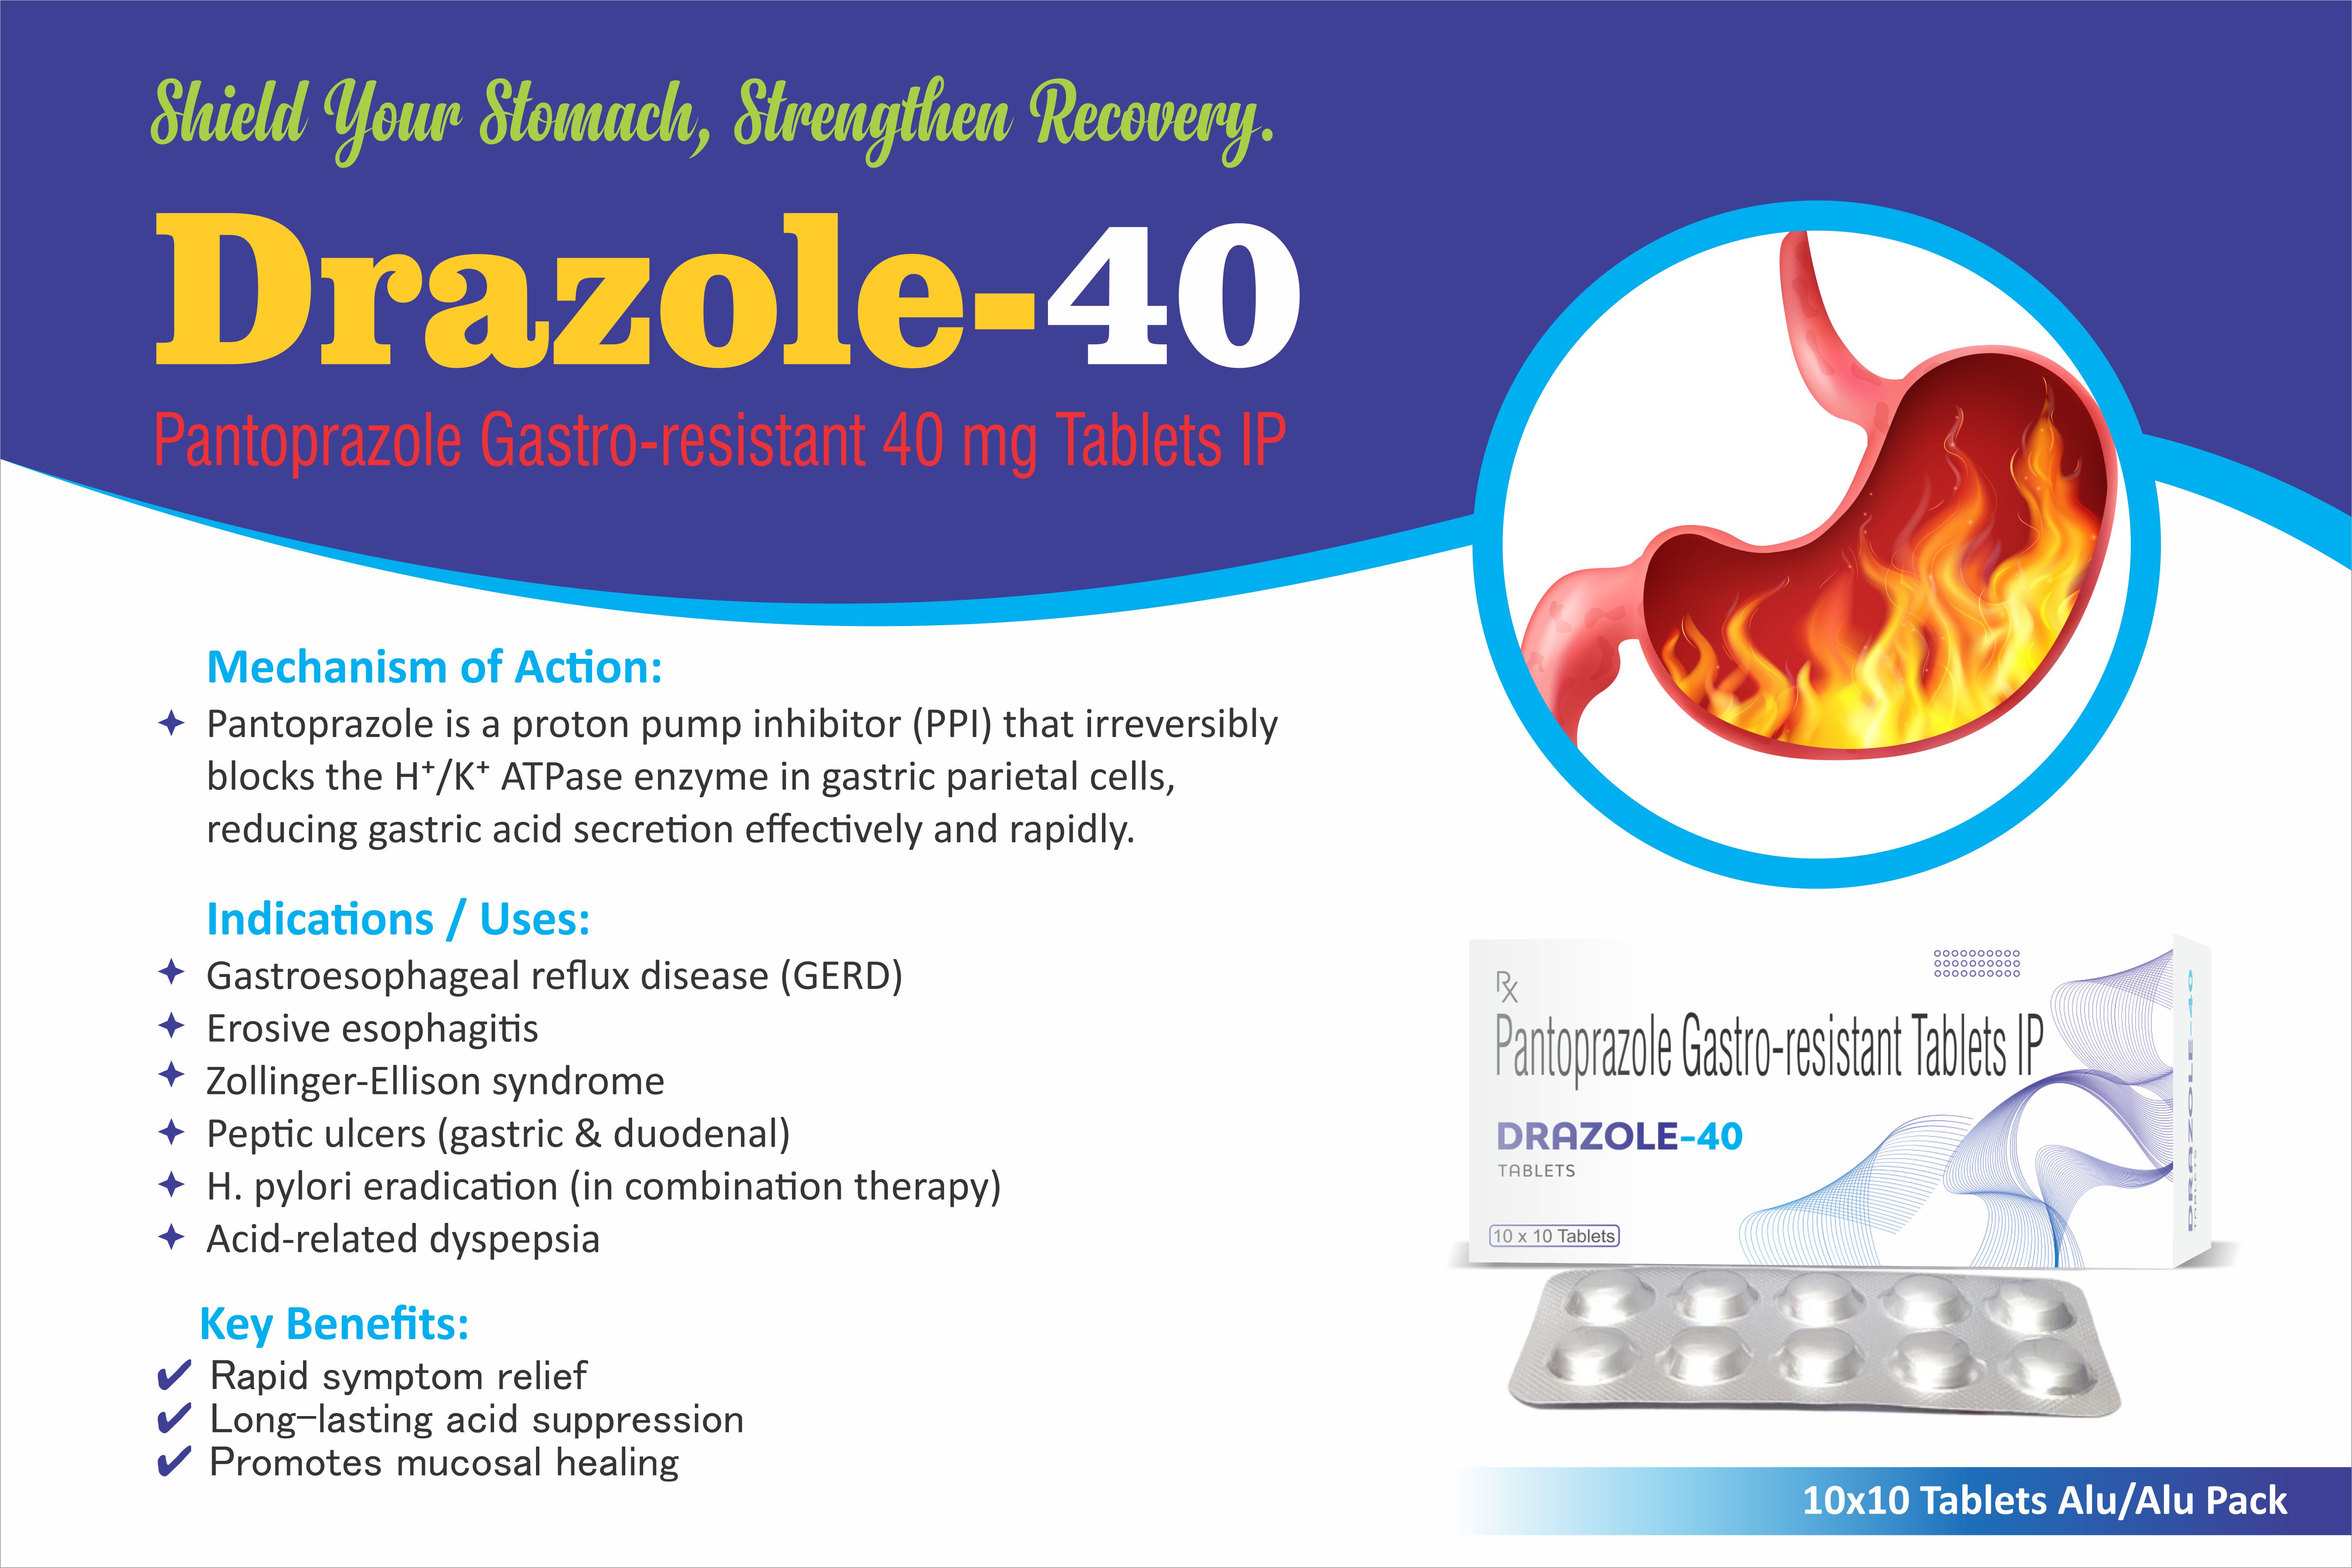 Shield Your Stomach, Strengthen Recovery.
Drazole-40
Pantoprazole Gastro-resistant 40 mg Tablets IP
Mechanism of Action:
Pantoprazole is a proton pump inhibitor (PPI) that irreversibly
blocks the H⁺/K⁺ ATPase enzyme in gastric parietal cells,
reducing gastric acid secretion effectively and rapidly.
Indications / Uses:
Gastroesophageal reflux disease (GERD)
Erosive esophagitis
Zollinger-Ellison syndrome
Peptic ulcers (gastric & duodenal)
H. pylori eradication (in combination therapy)
Acid-related dyspepsia
Key Benefits:
✔ Rapid symptom relief
✔ Long-lasting acid suppression
✔ Promotes mucosal healing
Rx
Pantoprazole Gastro-resistant Tablets IP
DRAZOLE-40
TABLETS
10 x 10 Tablets
DRAZOLE-40
TABLETS
10x10 Tablets Alu/Alu Pack